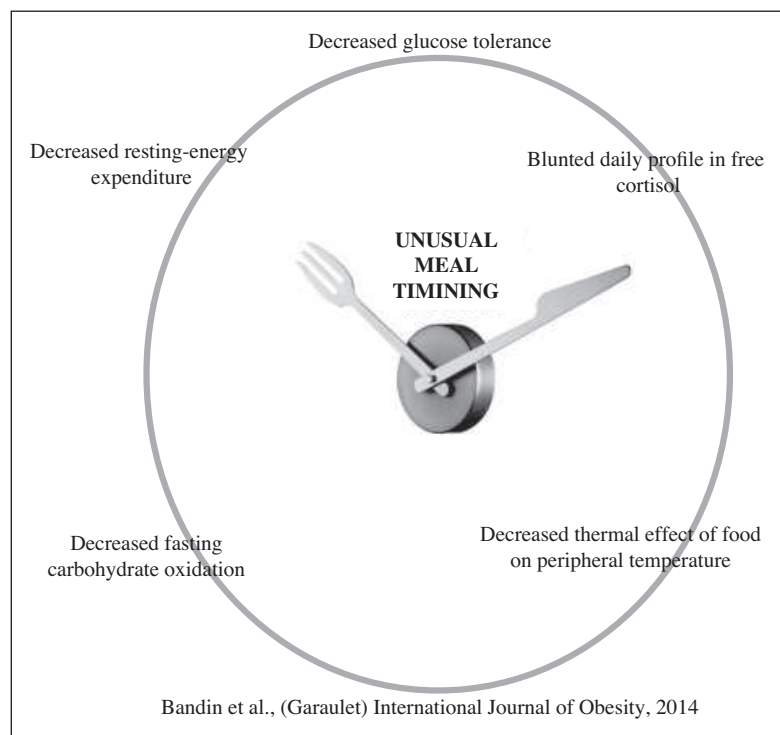 Decreased glucose tolerance
Decreased resting-energy
expenditure
Blunted daily profile in free
cortisol
UNUSUAL
MEAL
TIMINING
Decreased fasting
carbohydrate oxidation
Decreased thermal effect of food
on peripheral temperature
Bandin et al., (Garaulet) International Journal of Obesity, 2014